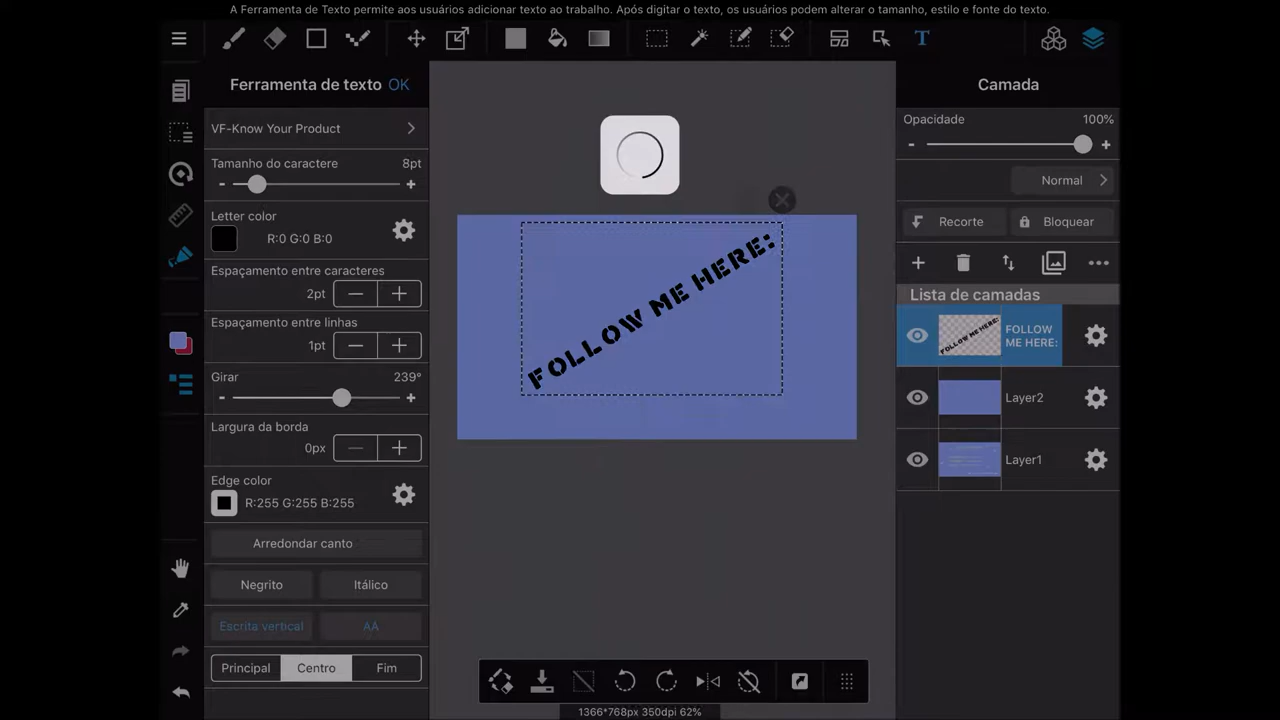 A Ferramenta de Texto permite aos usuários adicionar texto ao trabalho. Após digitar o texto, os usuários podem alterar o tamanho, estilo e fonte do texto.
T
Ferramenta de texto OK
VF-Know Your Product
Tamanho do caractere 8pt
- +
Letter color
R:0 G:0 B:0
Espaçamento entre caracteres
2pt
Espaçamento entre linhas
1pt
Girar 239°
- +
Largura da borda
0px
Edge color
R:255 G:255 B:255
Arredondar canto
Negrito Itálico
Escrita vertical AA
Principal Centro Fim
FOLLOW ME HERE:
1366*768px 350dpi 62%
Camada
Opacidade 100%
- +
Normal
Recorte Bloquear
Lista de camadas
FOLLOW ME HERE:
FOLLOW
ME HERE:
Layer2
Layer1